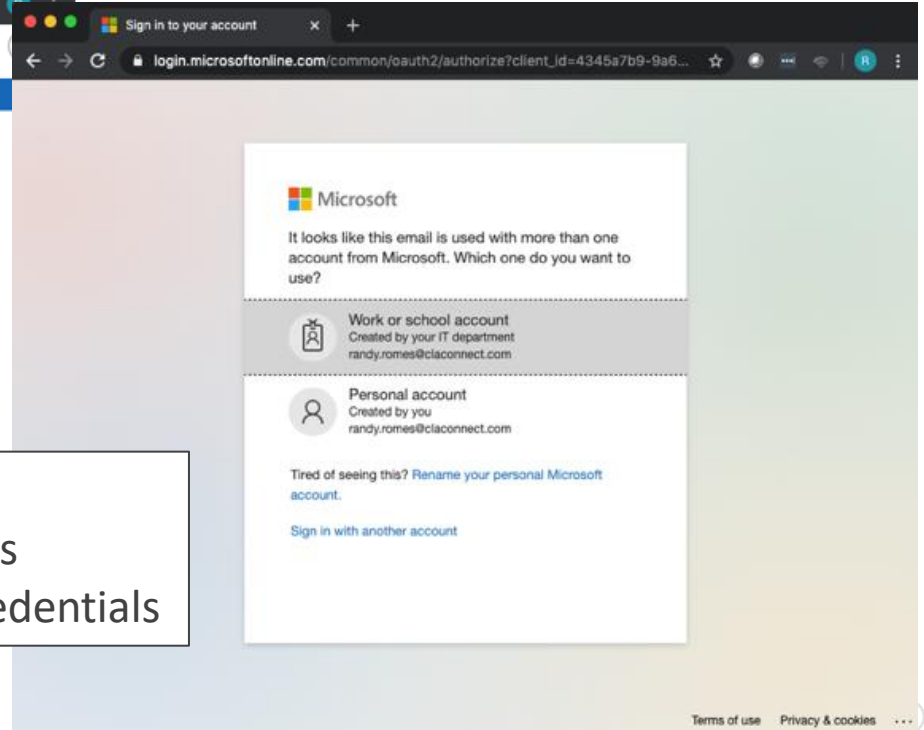 Sign in to your account
login.microsoftonline.com/common/oauth2/authorize?client_id=4345a7b9-9a6...
R
Microsoft
It looks like this email is used with more than one
account from Microsoft. Which one do you want to
use?
Work or school account
Created by your IT department
randy.romes@claconnect.com
Personal account
Created by you
randy.romes@claconnect.com
Tired of seeing this? Rename your personal Microsoft
account.
Sign in with another account
s
edentials
Terms of use Privacy & cookies ...